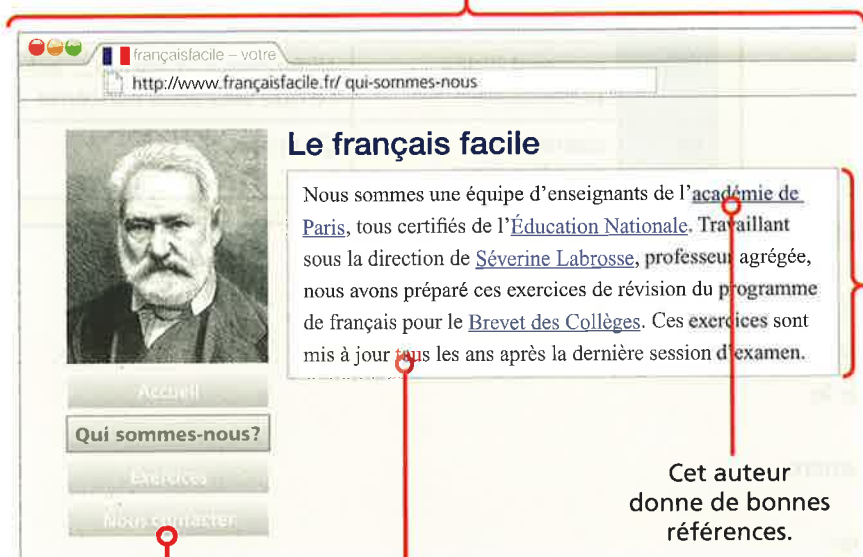 françaisfacile – votre
http://www.françaisfacile.fr/ qui-sommes-nous
Le français facile
Nous sommes une équipe d'enseignants de l'académie de
Paris, tous certifiés de l'Éducation Nationale. Travaillant
sous la direction de Séverine Labrosse, professeur agrégée,
nous avons préparé ces exercices de révision du programme
de français pour le Brevet des Collèges. Ces exercices sont
mis à jour tous les ans après la dernière session d'examen.
Accueil
Qui sommes-nous?
Exercices
Nous contacter
Cet auteur
donne de bonnes
références.